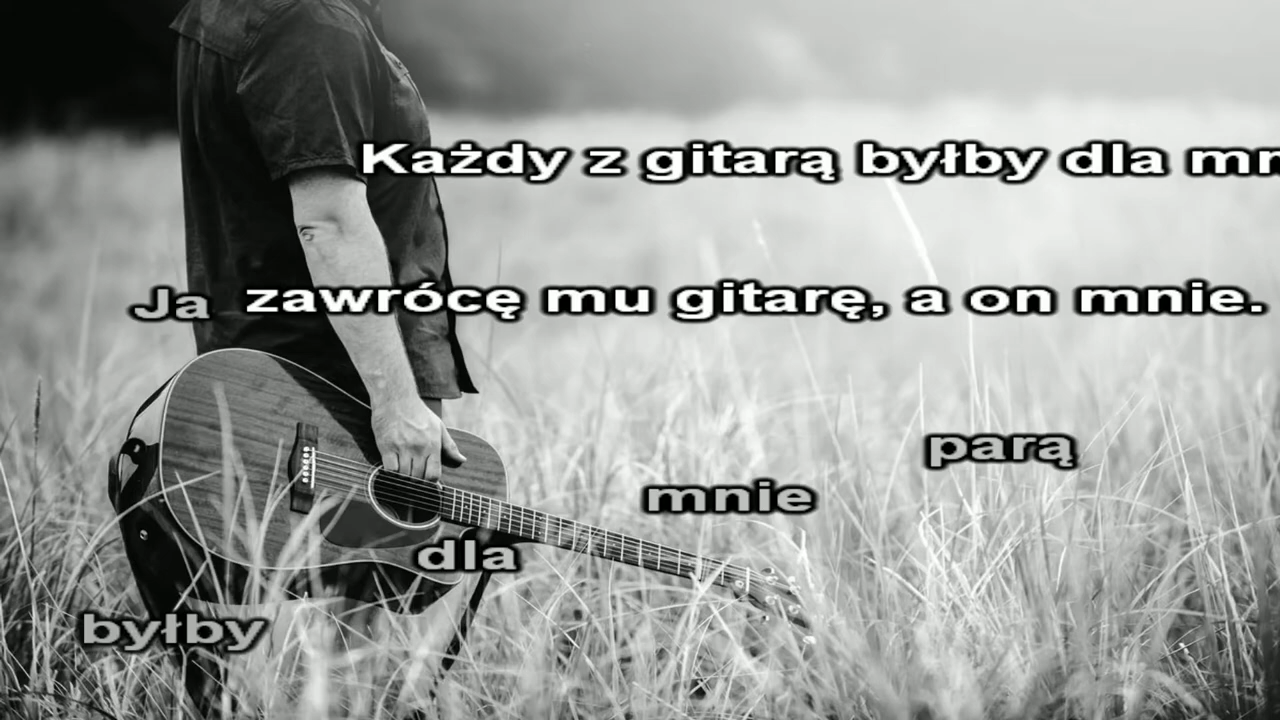 Każdy z gitarą byłby dla mn
Ja zawrócę mu gitarę, a on mnie.
parą
mnie
dla
byłby